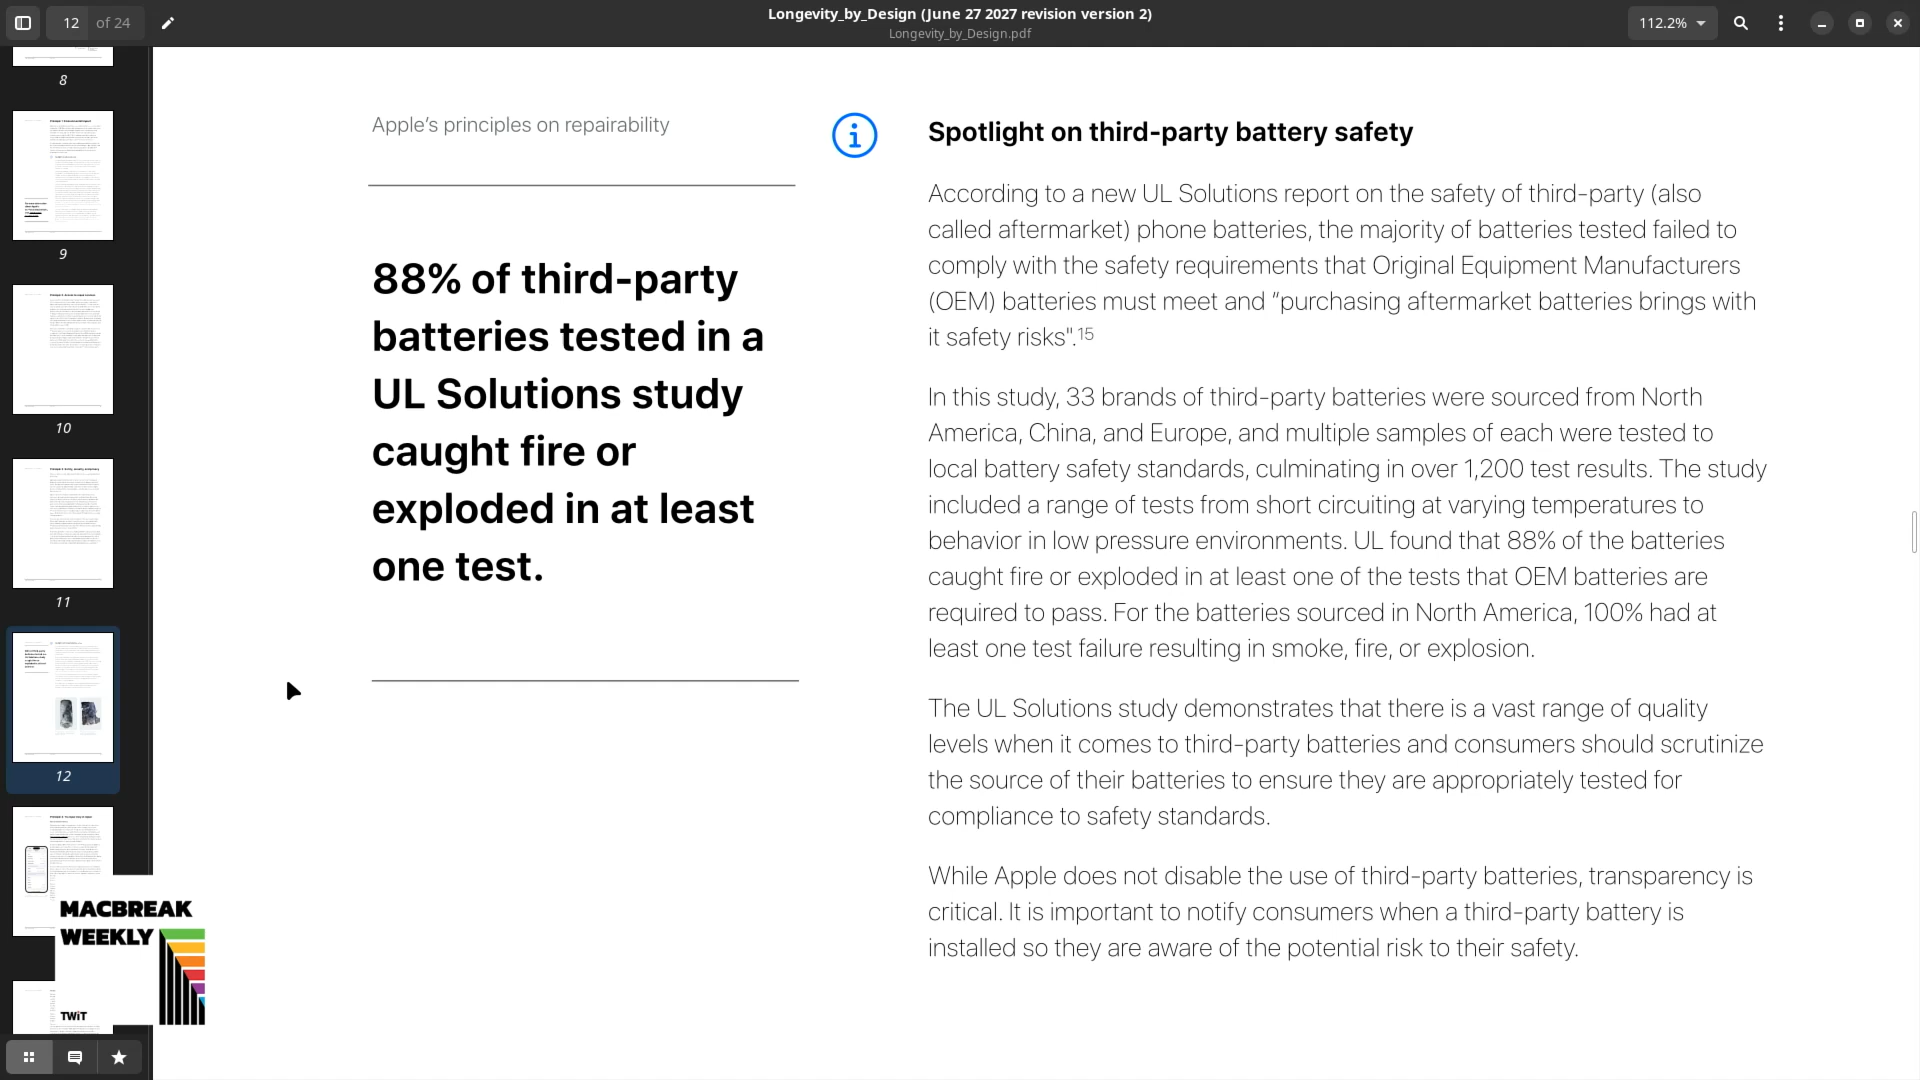 12 of 24
Longevity_by_Design (June 27 2027 revision version 2)
Longevity_by_Design.pdf
112.2%
8
9
10
11
12
Apple’s principles on repairability
88% of third-party
batteries tested in a
UL Solutions study
caught fire or
exploded in at least
one test.
Spotlight on third-party battery safety
According to a new UL Solutions report on the safety of third-party (also
called aftermarket) phone batteries, the majority of batteries tested failed to
comply with the safety requirements that Original Equipment Manufacturers
(OEM) batteries must meet and "purchasing aftermarket batteries brings with
it safety risks".15
In this study, 33 brands of third-party batteries were sourced from North
America, China, and Europe, and multiple samples of each were tested to
local battery safety standards, culminating in over 1,200 test results. The study
included a range of tests from short circuiting at varying temperatures to
behavior in low pressure environments. UL found that 88% of the batteries
caught fire or exploded in at least one of the tests that OEM batteries are
required to pass. For the batteries sourced in North America, 100% had at
least one test failure resulting in smoke, fire, or explosion.
The UL Solutions study demonstrates that there is a vast range of quality
levels when it comes to third-party batteries and consumers should scrutinize
the source of their batteries to ensure they are appropriately tested for
compliance to safety standards.
While Apple does not disable the use of third-party batteries, transparency is
critical. It is important to notify consumers when a third-party battery is
installed so they are aware of the potential risk to their safety.
MACBREAK
WEEKLY
TWiT